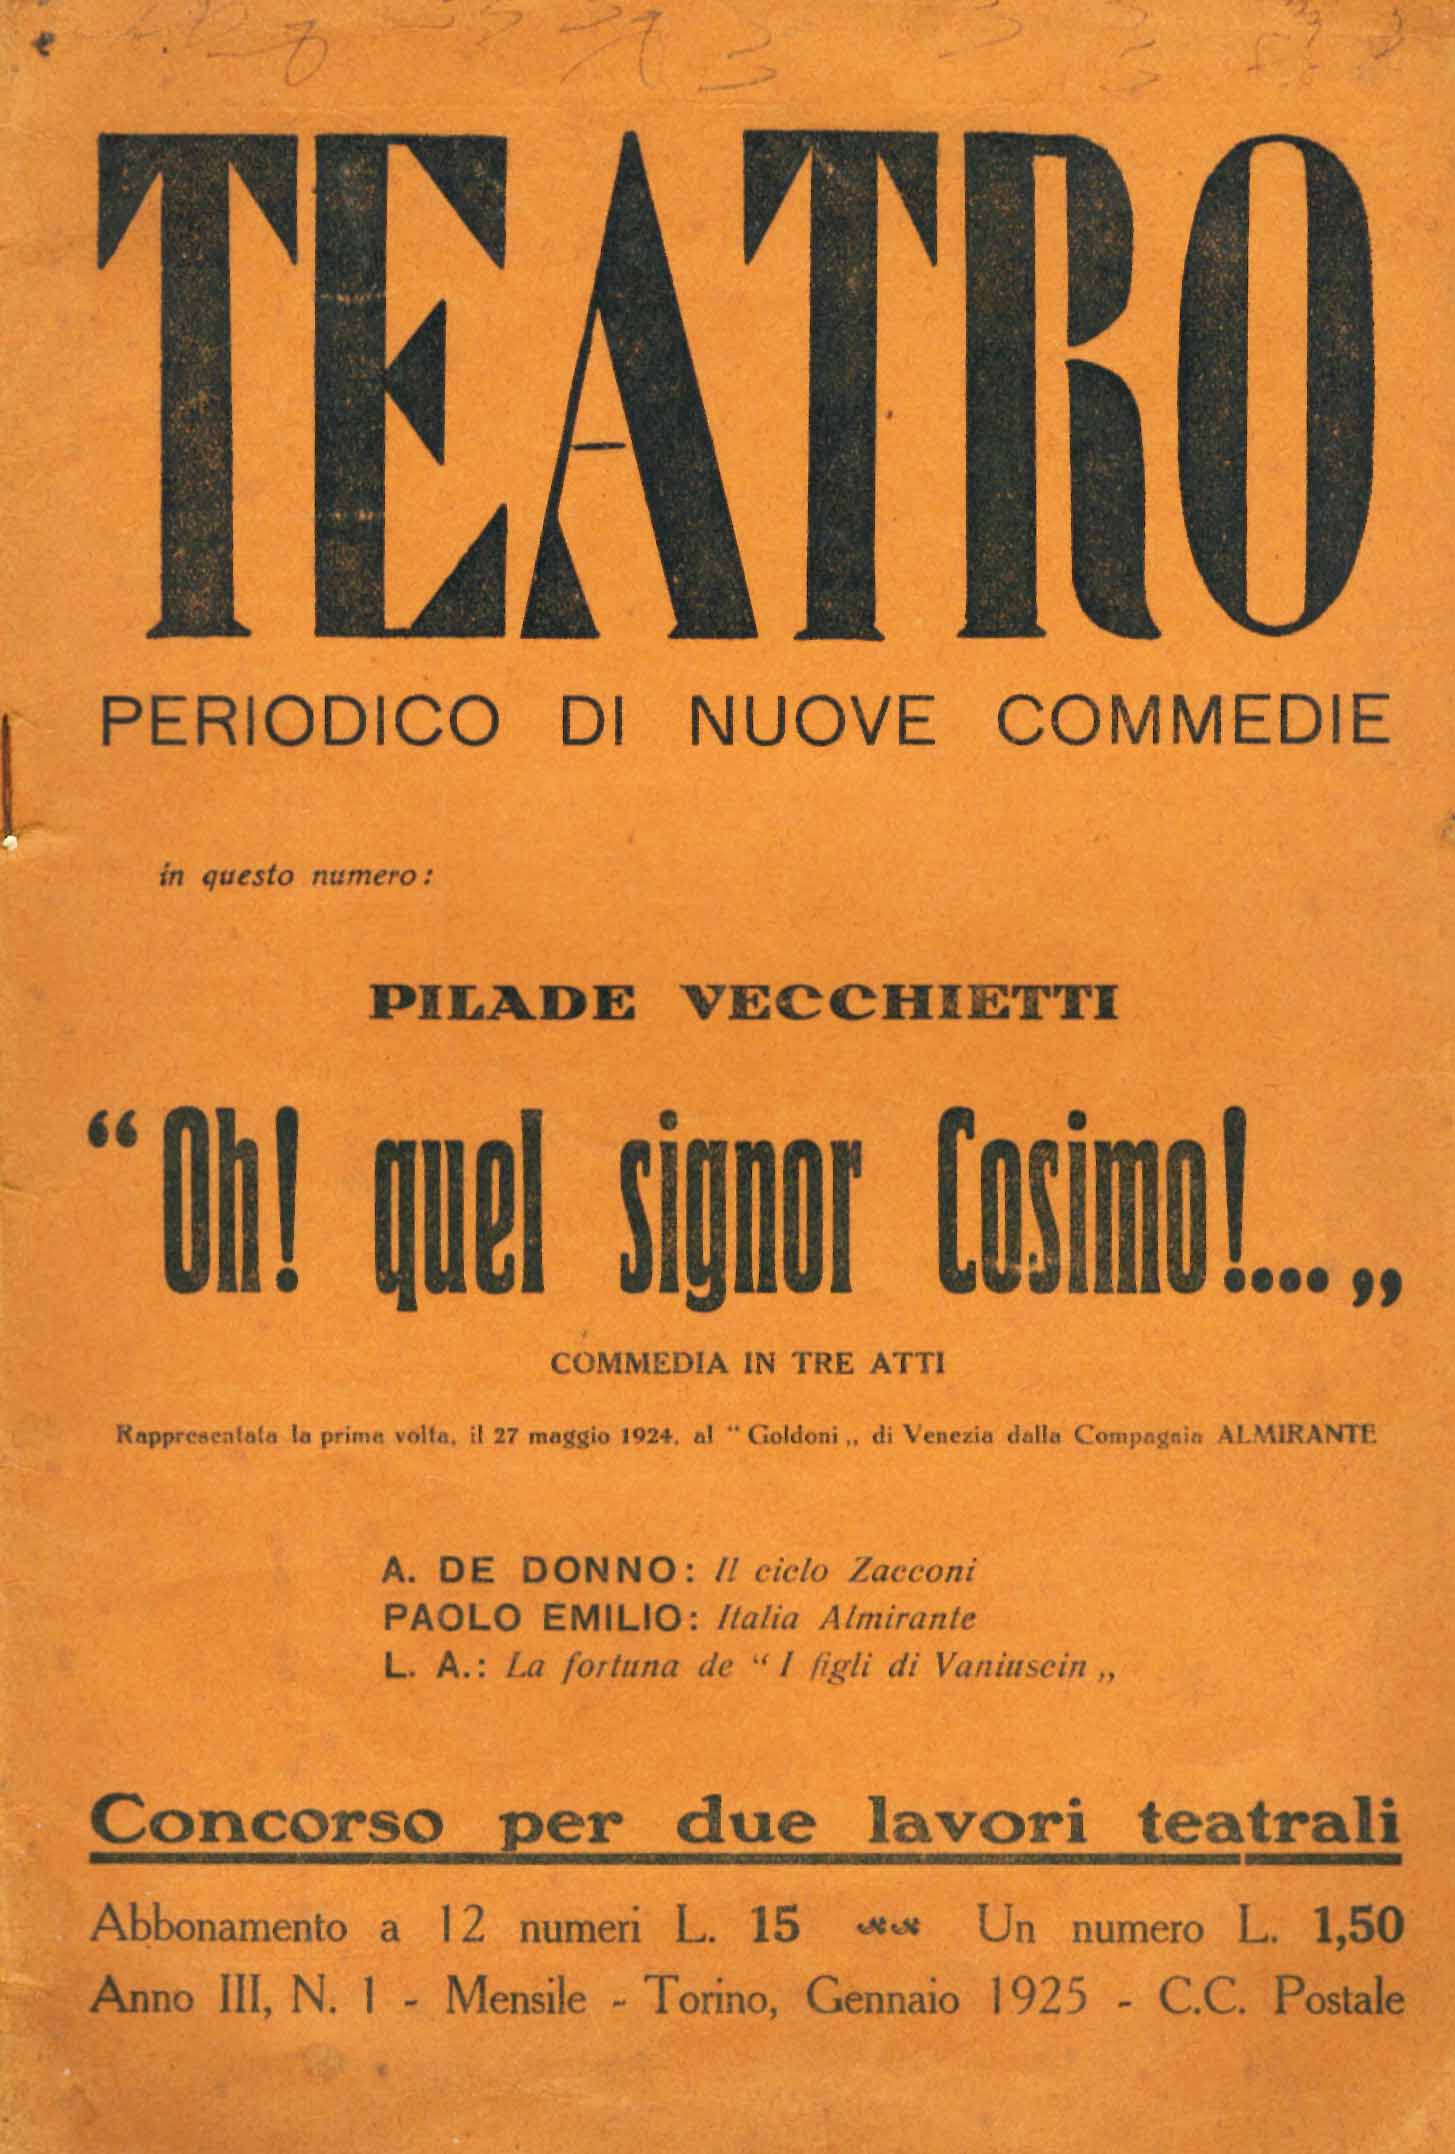 TEATRO
PERIODICO DI NUOVE COMMEDIE
in questo numero:
PILADE VECCHIETTI
“Oh! quel signor Cosimo!....„
COMMEDIA IN TRE ATTI
Rappresentata la prima volta, il 27 maggio 1924, al “Goldoni„ di Venezia dalla Compagnia ALMIRANTE
A. DE DONNO: Il ciclo Zacconi
PAOLO EMILIO: Italia Almirante
L. A.: La fortuna de “I figli di Vaniuscin„
Concorso per due lavori teatrali
Abbonamento a 12 numeri L. 15 Un numero L. 1,50
Anno III, N. 1 - Mensile - Torino, Gennaio 1925 - C.C. Postale